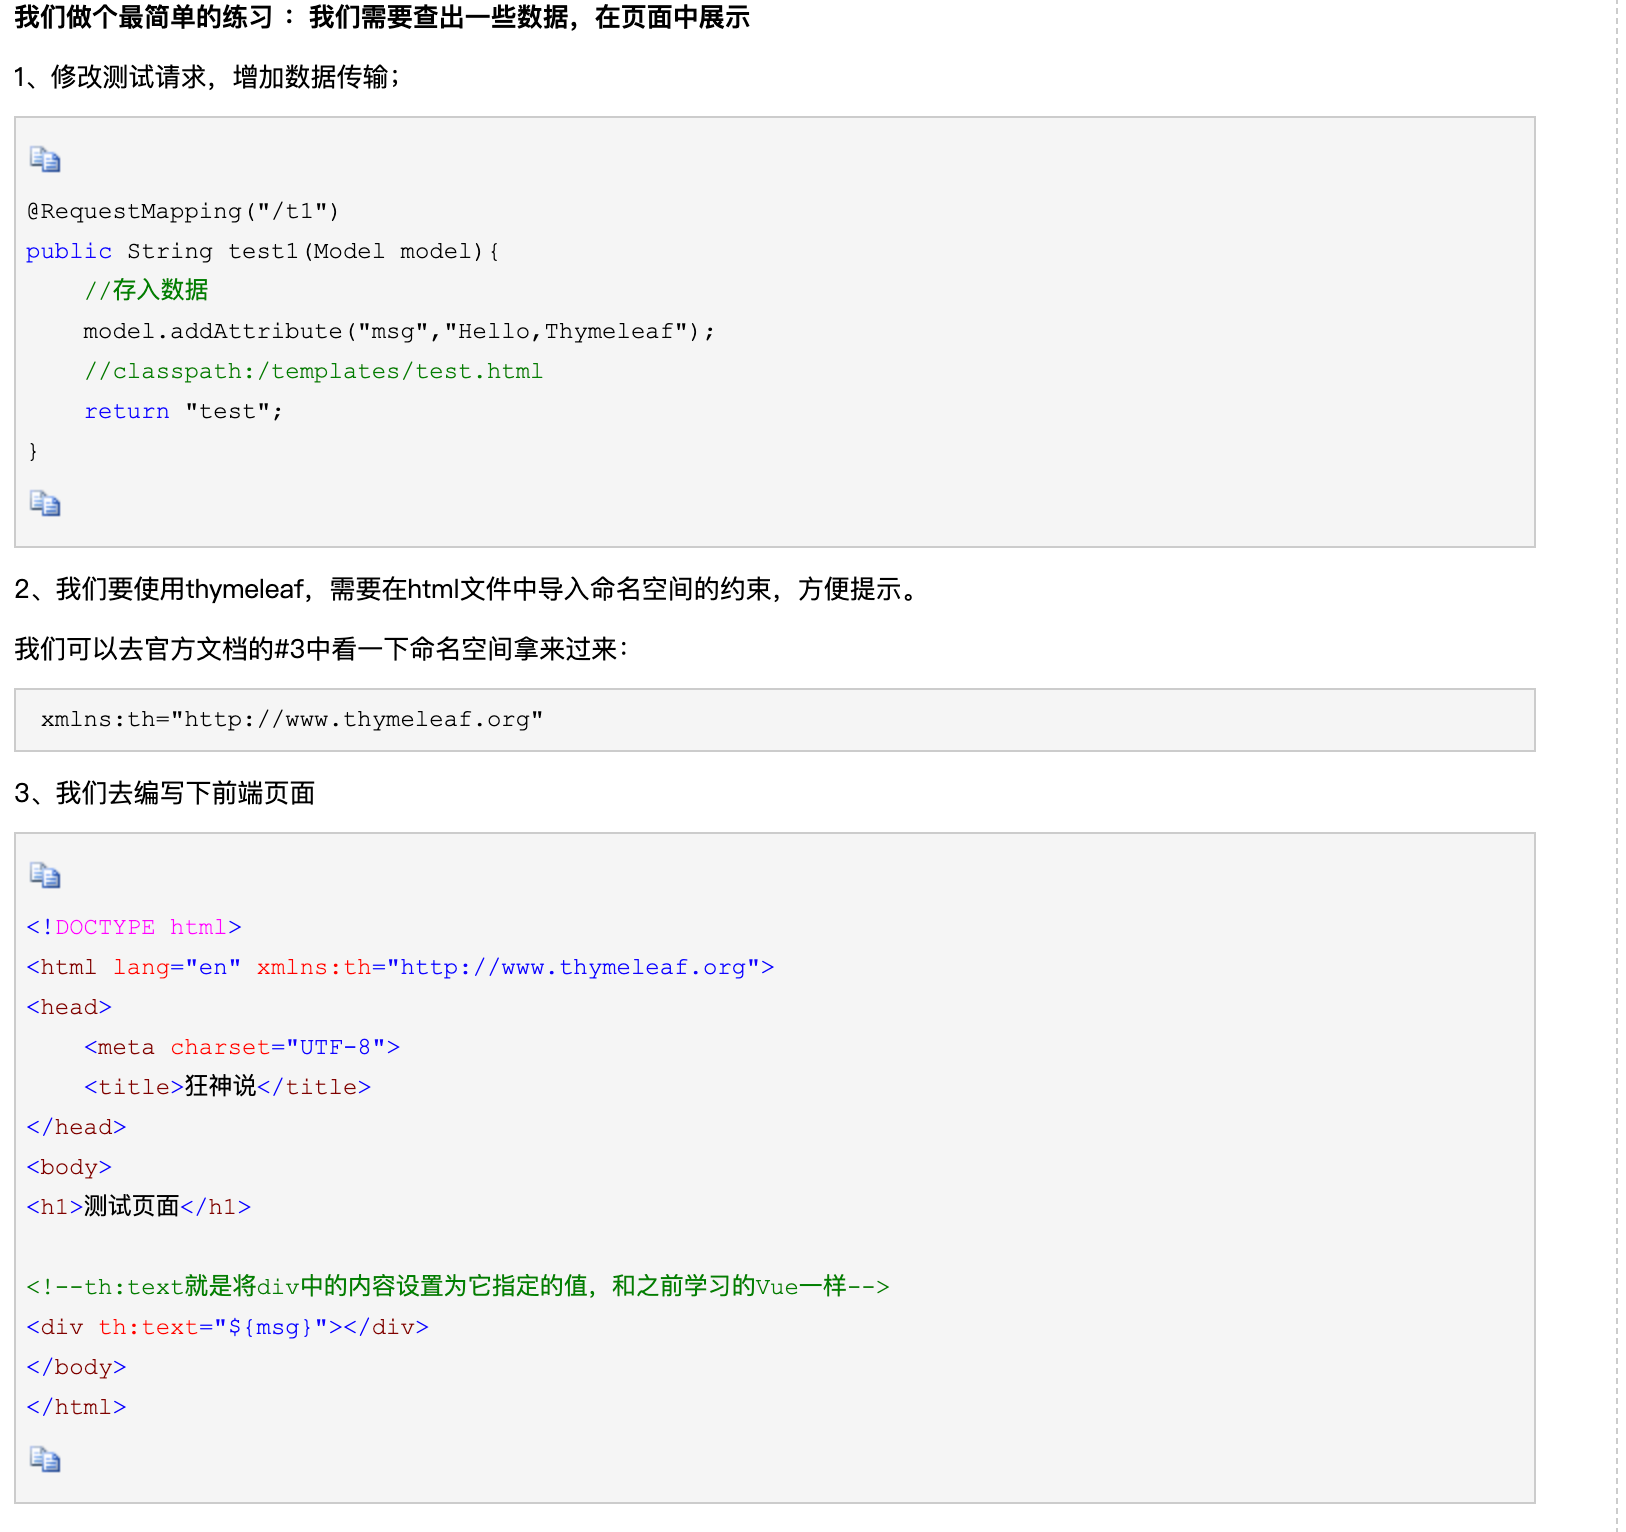 我们做个最简单的练习 ： 我们需要查出一些数据，在页面中展示
1、修改测试请求，增加数据传输；
@RequestMapping("/t1")
public String test1(Model model){
    //存入数据
    model.addAttribute("msg","Hello,Thymeleaf");
    //classpath:/templates/test.html
    return "test";
}
2、我们要使用thymeleaf，需要在html文件中导入命名空间的约束，方便提示。
我们可以去官方文档的#3中看一下命名空间拿来过来：
 xmlns:th="http://www.thymeleaf.org"
3、我们去编写下前端页面
<!DOCTYPE html>
<html lang="en" xmlns:th="http://www.thymeleaf.org">
<head>
    <meta charset="UTF-8">
    <title>狂神说</title>
</head>
<body>
<h1>测试页面</h1>
<!--th:text就是将div中的内容设置为它指定的值，和之前学习的Vue一样-->
<div th:text="${msg}"></div>
</body>
</html>